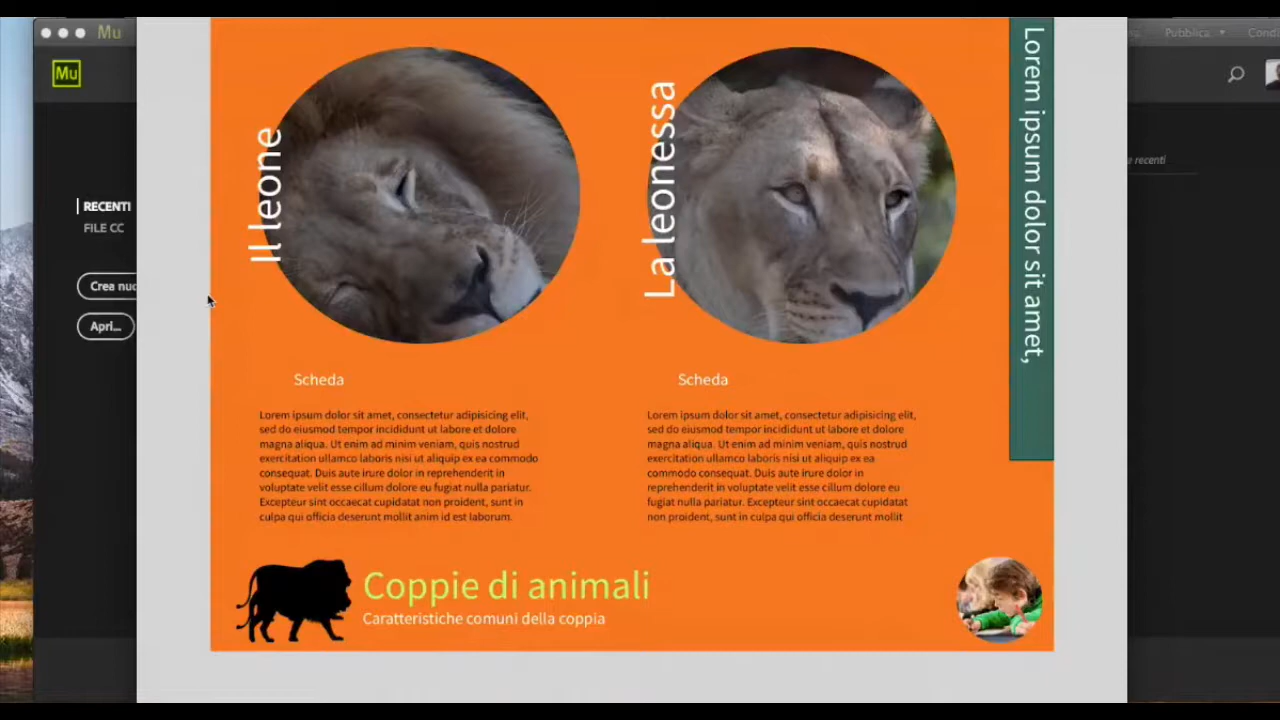 Mu
Pubblica
Mu
e recenti
RECENTI
FILE CC
Apri...
Il leone
La leonessa
Lorem ipsum dolor sit amet,
Scheda
Lorem ipsum dolor sit amet, consectetur adipisicing elit,
sed do eiusmod tempor incididunt ut labore et dolore
magna aliqua. Ut enim ad minim veniam, quis nostrud
exercitation ullamco laboris nisi ut aliquip ex ea commodo
consequat. Duis aute irure dolor in reprehenderit in
voluptate velit esse cillum dolore eu fugiat nulla pariatur.
Excepteur sint occaecat cupidatat non proident, sunt in
culpa qui officia deserunt mollit anim id est laborum.
Scheda
Lorem ipsum dolor sit amet, consectetur adipisicing elit,
sed do eiusmod tempor incididunt ut labore et dolore
magna aliqua. Ut enim ad minim veniam, quis nostrud
exercitation ullamco laboris nisi ut aliquip ex ea
commodo consequat. Duis aute irure dolor in
reprehenderit in voluptate velit esse cillum dolore eu
fugiat nulla pariatur. Excepteur sint occaecat cupidatat
non proident, sunt in culpa qui officia deserunt mollit
Coppie di animali
Caratteristiche comuni della coppia
Crea nuo